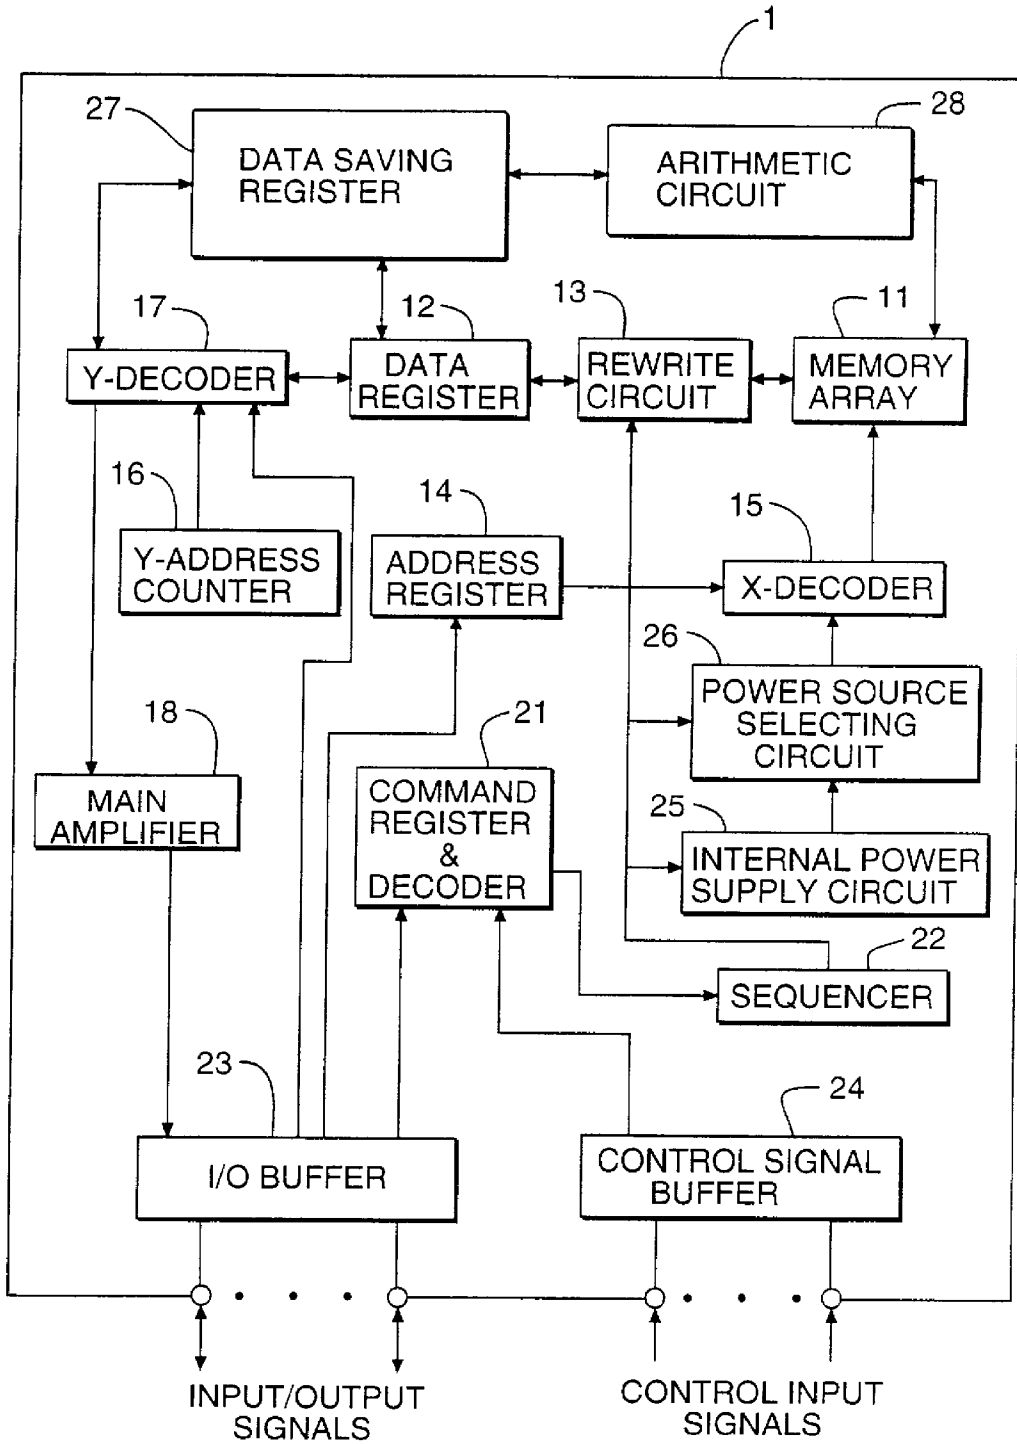 1
27
DATA SAVING
REGISTER
28
ARITHMETIC
CIRCUIT
17
Y-DECODER
12
DATA
REGISTER
13
REWRITE
CIRCUIT
11
MEMORY
ARRAY
16
Y-ADDRESS
COUNTER
14
ADDRESS
REGISTER
15
X-DECODER
26
POWER SOURCE
SELECTING
CIRCUIT
18
MAIN
AMPLIFIER
21
COMMAND
REGISTER
&
DECODER
25
INTERNAL POWER
SUPPLY CIRCUIT
22
SEQUENCER
23
I/O BUFFER
24
CONTROL SIGNAL
BUFFER
INPUT/OUTPUT
SIGNALS
CONTROL INPUT
SIGNALS